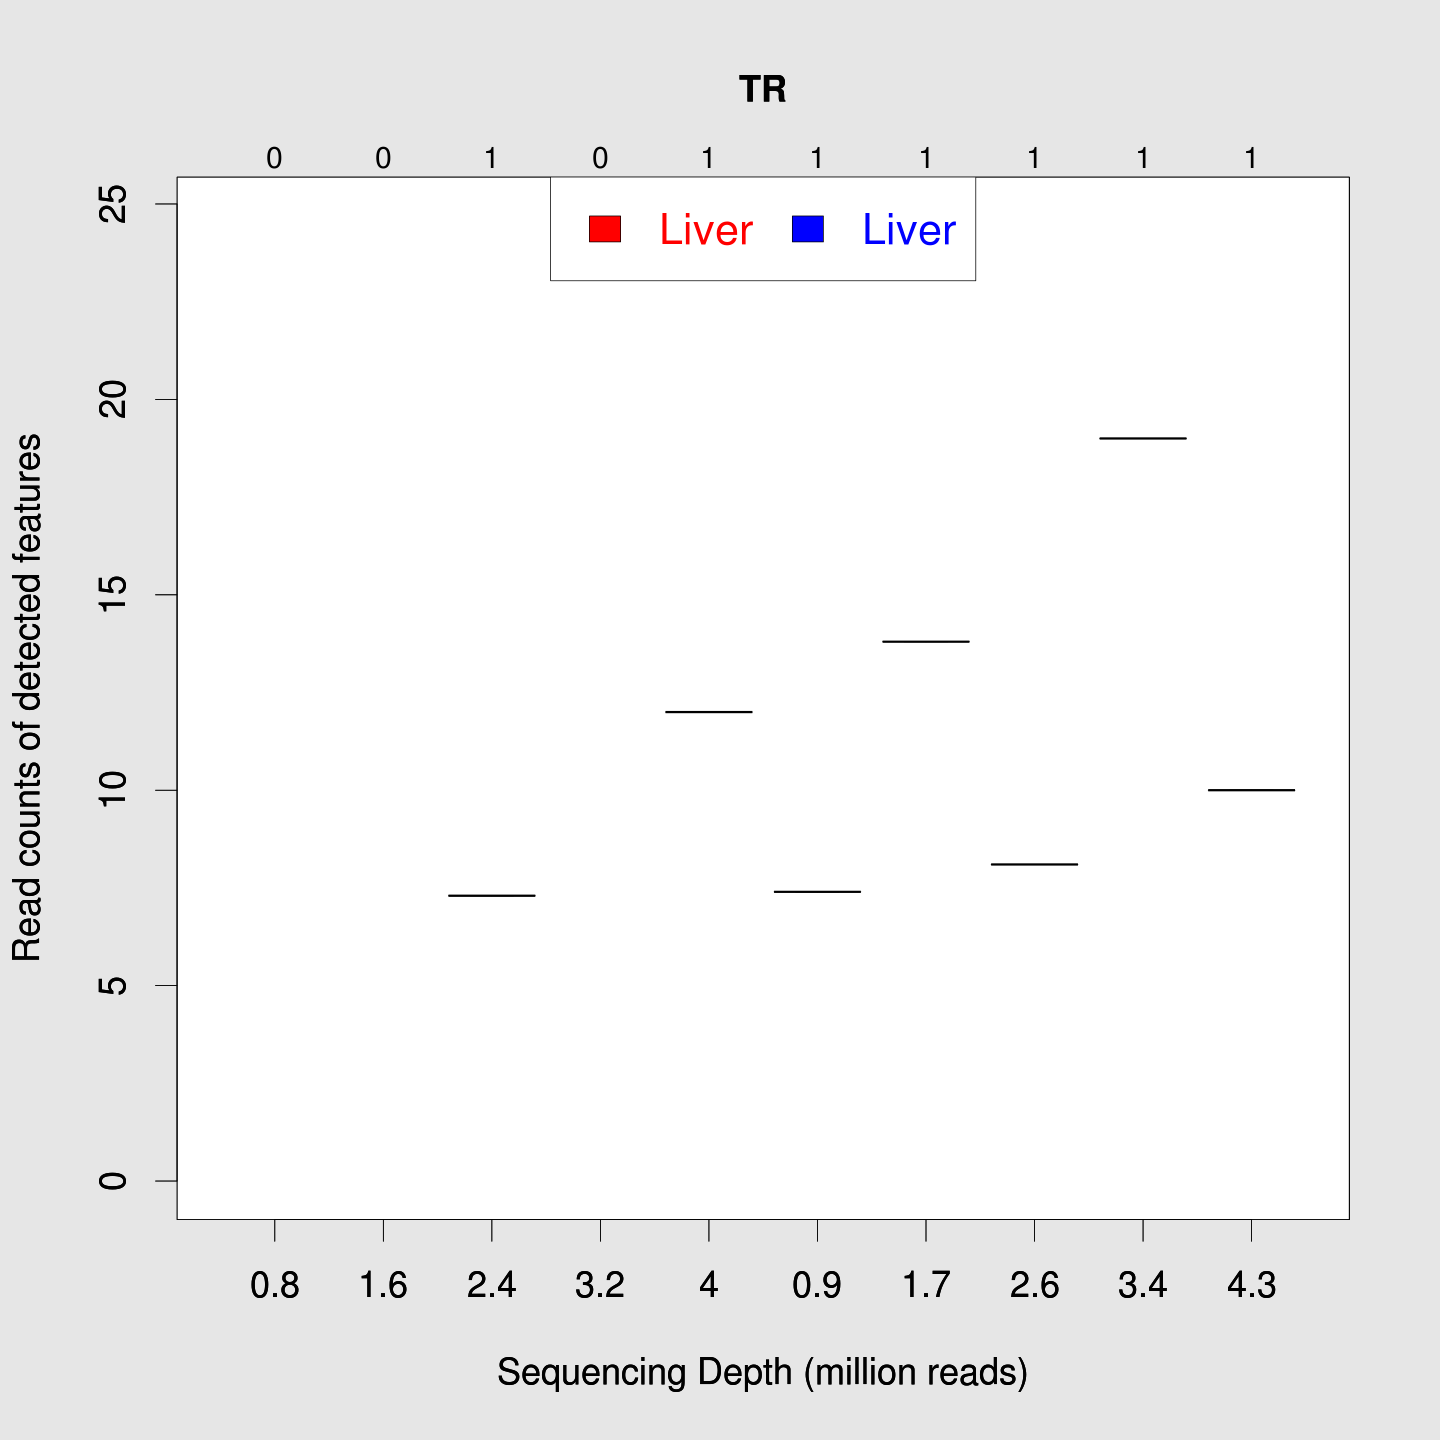 TR
0 0 1 0 1 1 1 1 1 1
Liver Liver
25
20
15
10
5
0
Read counts of detected features
0.8 1.6 2.4 3.2 4 0.9 1.7 2.6 3.4 4.3
Sequencing Depth (million reads)